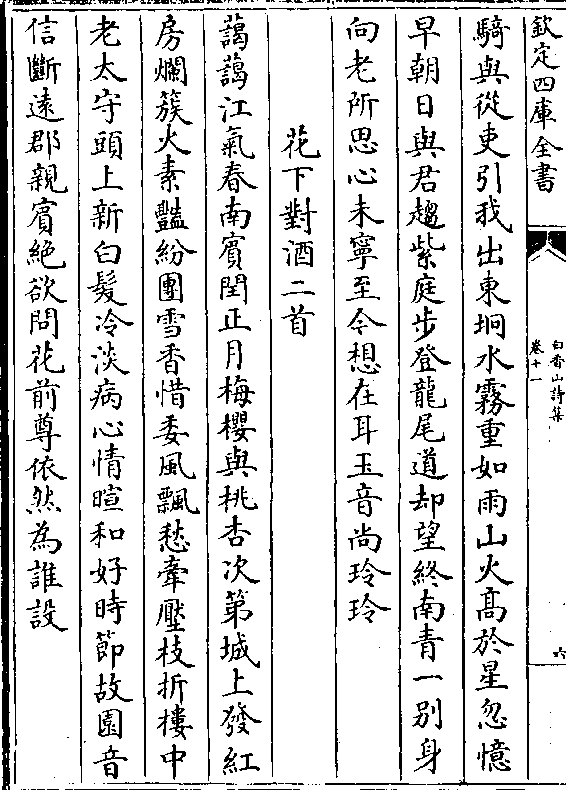 欽定四庫全書
白香山詩集
卷十一
六
騎與從吏引我出東坰水霧重如雨山火髙於星忽憶
早朝日與君趨紫庭步登龍尾道却望終南青一别身
向老所思心未寧至今想在耳玉音尚玲玲
花下對酒二首
藹藹江氣春南賓閏正月梅櫻與桃杏次第城上發紅
房爛簇火素豔紛團雪香惜委風飄愁牽壓枝折樓中
老太守頭上新白髮冷淡病心情暄和好時節故園音
信斷逺郡親賓絶欲問花前尊依然為誰設